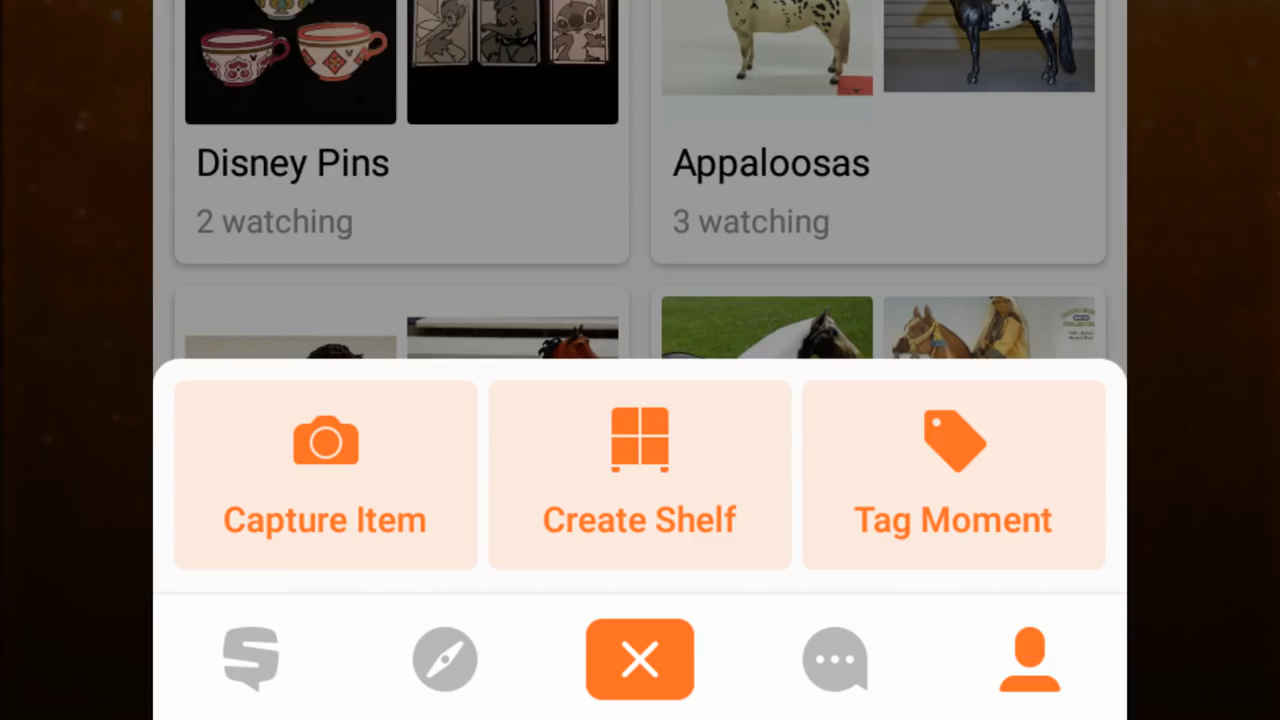 Disney Pins
Appaloosas
2 watching
3 watching
Capture Item
Create Shelf
Tag Moment